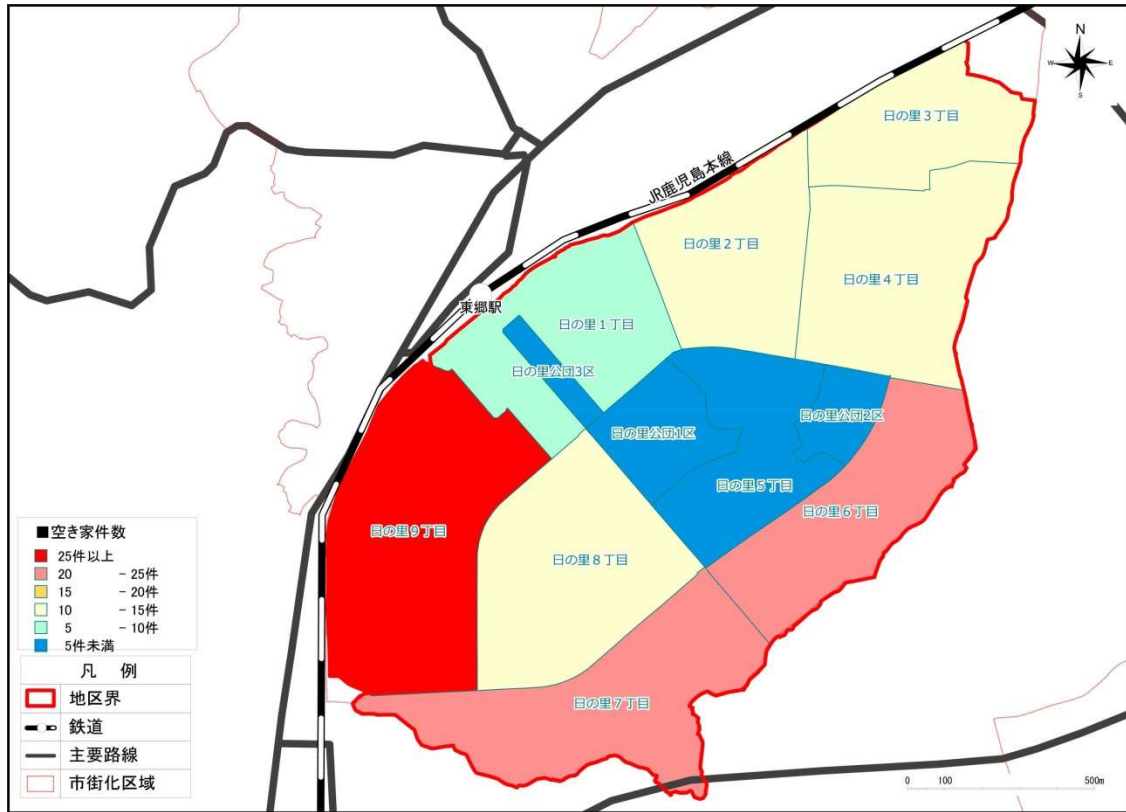 N
W
E
S
日の里3丁目
JR鹿児島本線
日の里2丁目
日の里4丁目
東郷駅
日の里1丁目
日の里公団3区
日の里公団2区
日の里公団1区
日の里5丁目
日の里6丁目
日の里9丁目
日の里8丁目
日の里7丁目
■空き家件数
25件以上
20 － 25件
15 － 20件
10 － 15件
5 － 10件
5件未満
凡 例
地区界
鉄道
主要路線
市街化区域
0 100 500m